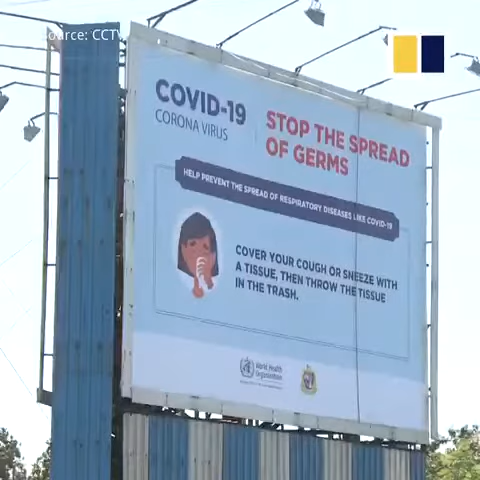 Source: CCTV
COVID-19
CORONA VIRUS
STOP THE SPREAD
OF GERMS
HELP PREVENT THE SPREAD OF RESPIRATORY DISEASES LIKE COVID-19
COVER YOUR COUGH OR SNEEZE WITH
A TISSUE, THEN THROW THE TISSUE
IN THE TRASH.
World Health
Organization